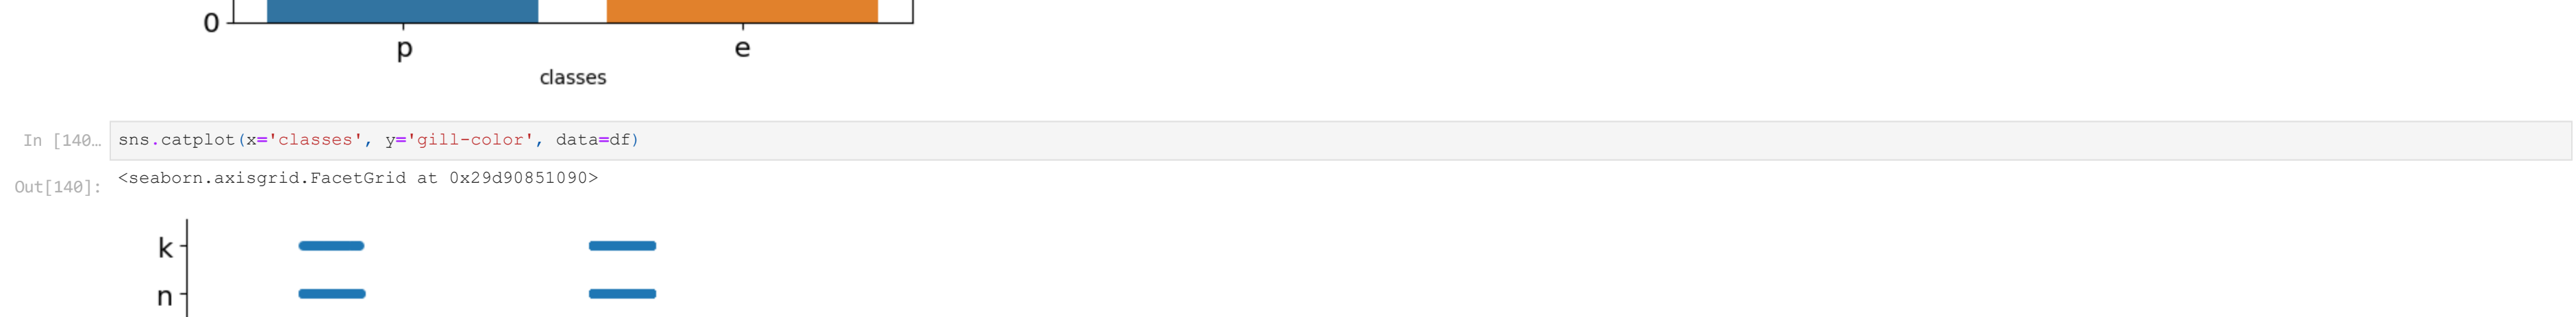 0
p e
classes
In [140… sns.catplot(x='classes', y='gill-color', data=df)
Out[140]: <seaborn.axisgrid.FacetGrid at 0x29d90851090>
k
n